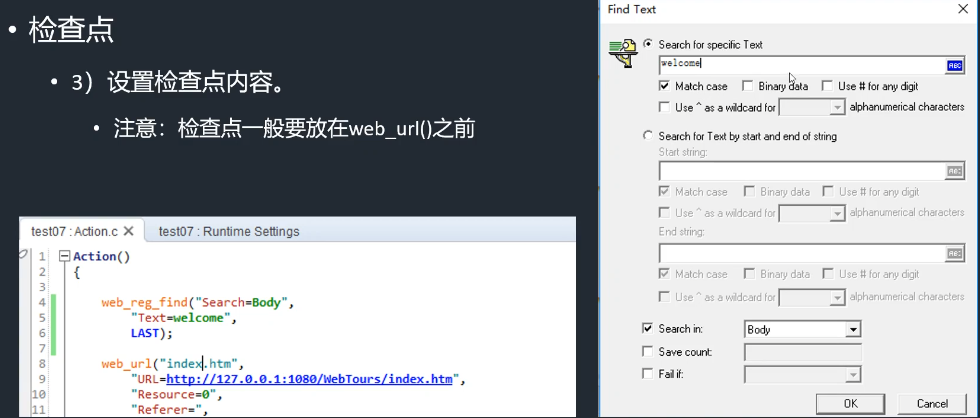 • 检查点
• 3）设置检查点内容。
• 注意：检查点一般要放在web_url()之前
test07 : Action.c ✕
test07 : Runtime Settings
1 Action()
2 {
3
4 web_reg_find("Search=Body",
5 "Text=welcome",
6 LAST);
7
8 web_url("index.htm",
9 "URL=http://127.0.0.1:1080/WebTours/index.htm",
10 "Resource=0",
11 "Referer=",
Find Text
Search for specific Text
welcome
ABC
Match case Binary data Use # for any digit
Use ^ as a wildcard for alphanumerical characters
Search for Text by start and end of string
Start string:
ABC
Match case Binary data Use # for any digit
Use ^ as a wildcard for alphanumerical characters
End string:
ABC
Match case Binary data Use # for any digit
Use ^ as a wildcard for alphanumerical characters
Search in: Body
Save count:
Fail if:
OK Cancel